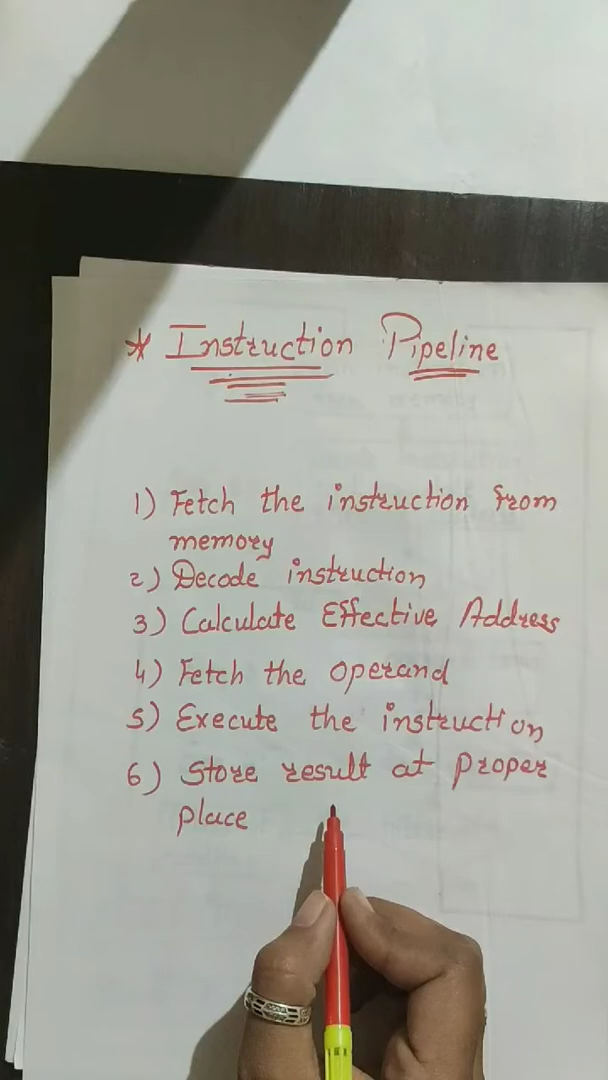 * Instruction Pipeline
1) Fetch the instruction from
memory
2) Decode instruction
3) Calculate Effective Address
4) Fetch the operand
5) Execute the instruction
6) Store result at proper
place